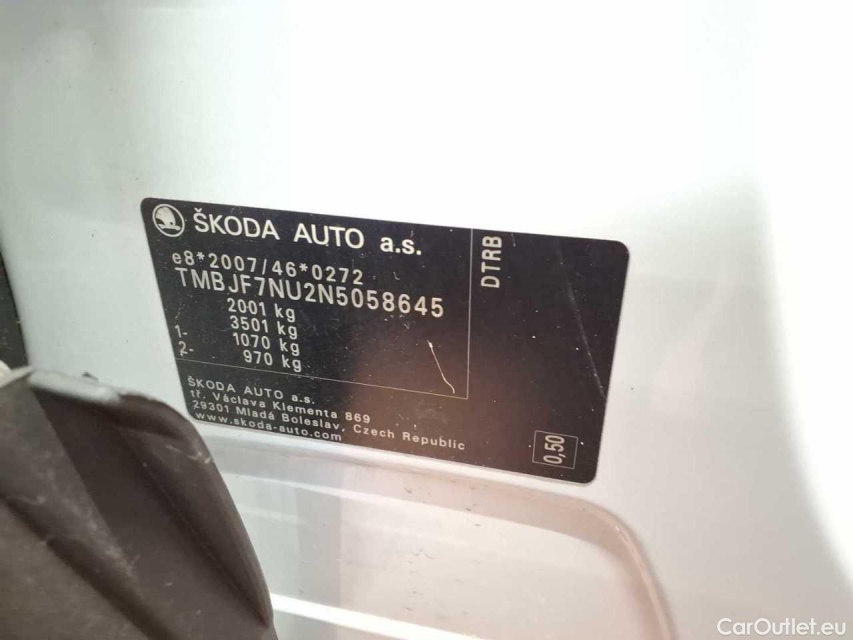 ŠKODA AUTO a.s.
e8*2007/46*0272
TMBJF7NU2N5058645
2001 kg
3501 kg
1- 1070 kg
2- 970 kg
DTRB
ŠKODA AUTO a.s.
tř. Václava Klementa 869
29301 Mladá Boleslav, Czech Republic
www.skoda-auto.com
0,50
CarOutlet.eu